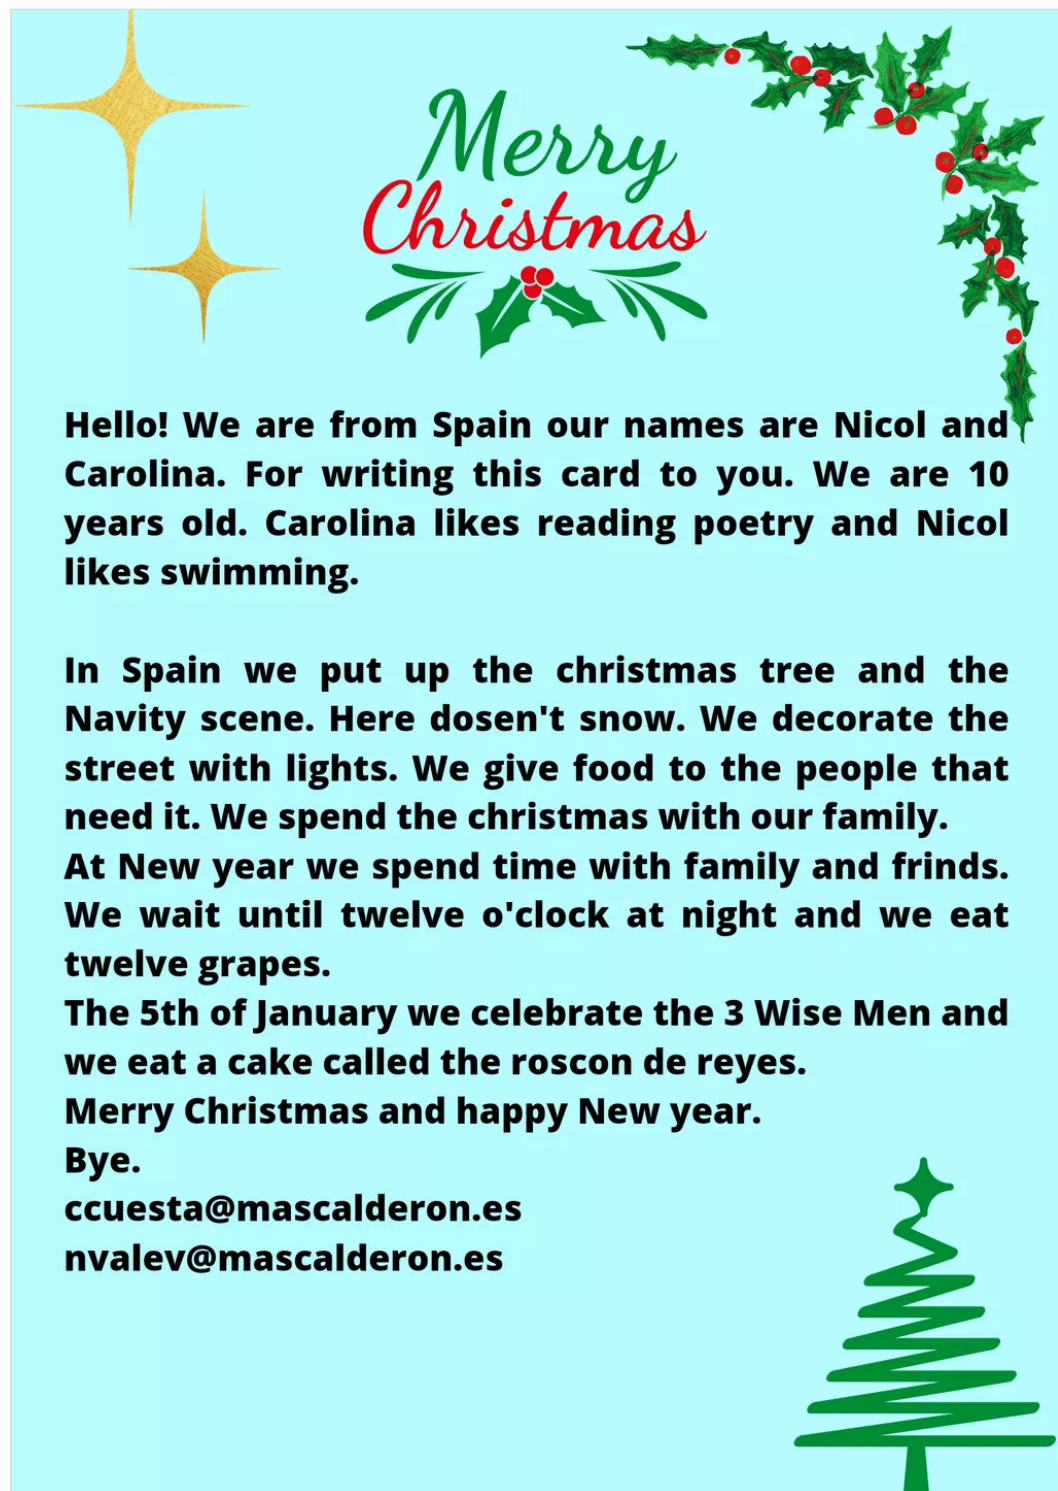 Merry
Christmas
Hello! We are from Spain our names are Nicol and
Carolina. For writing this card to you. We are 10
years old. Carolina likes reading poetry and Nicol
likes swimming.
In Spain we put up the christmas tree and the
Navity scene. Here dosen't snow. We decorate the
street with lights. We give food to the people that
need it. We spend the christmas with our family.
At New year we spend time with family and frinds.
We wait until twelve o'clock at night and we eat
twelve grapes.
The 5th of January we celebrate the 3 Wise Men and
we eat a cake called the roscon de reyes.
Merry Christmas and happy New year.
Bye.
ccuesta@mascalderon.es
nvalev@mascalderon.es